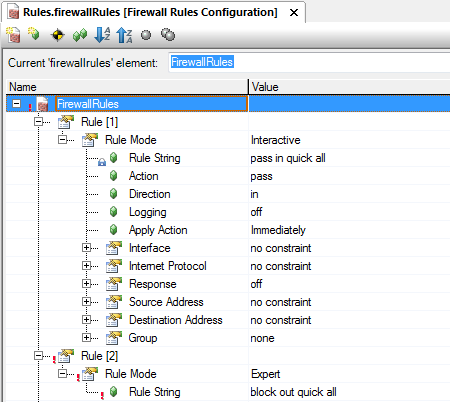 Rules.firewallRules [Firewall Rules Configuration]
Current 'firewallrules' element: FirewallRules
Name Value
FirewallRules
Rule [1]
Rule Mode Interactive
Rule String pass in quick all
Action pass
Direction in
Logging off
Apply Action Immediately
Interface no constraint
Internet Protocol no constraint
Response off
Source Address no constraint
Destination Address no constraint
Group none
Rule [2]
Rule Mode Expert
Rule String block out quick all